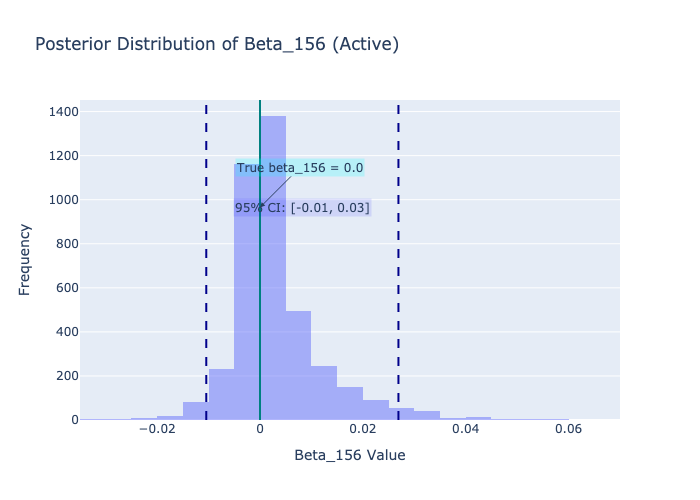 Posterior Distribution of Beta_156 (Active)
1400
1200
1000
800
600
400
200
0
True beta_156 = 0.0
95% CI: [-0.01, 0.03]
−0.02
0
0.02
0.04
0.06
Beta_156 Value
Frequency